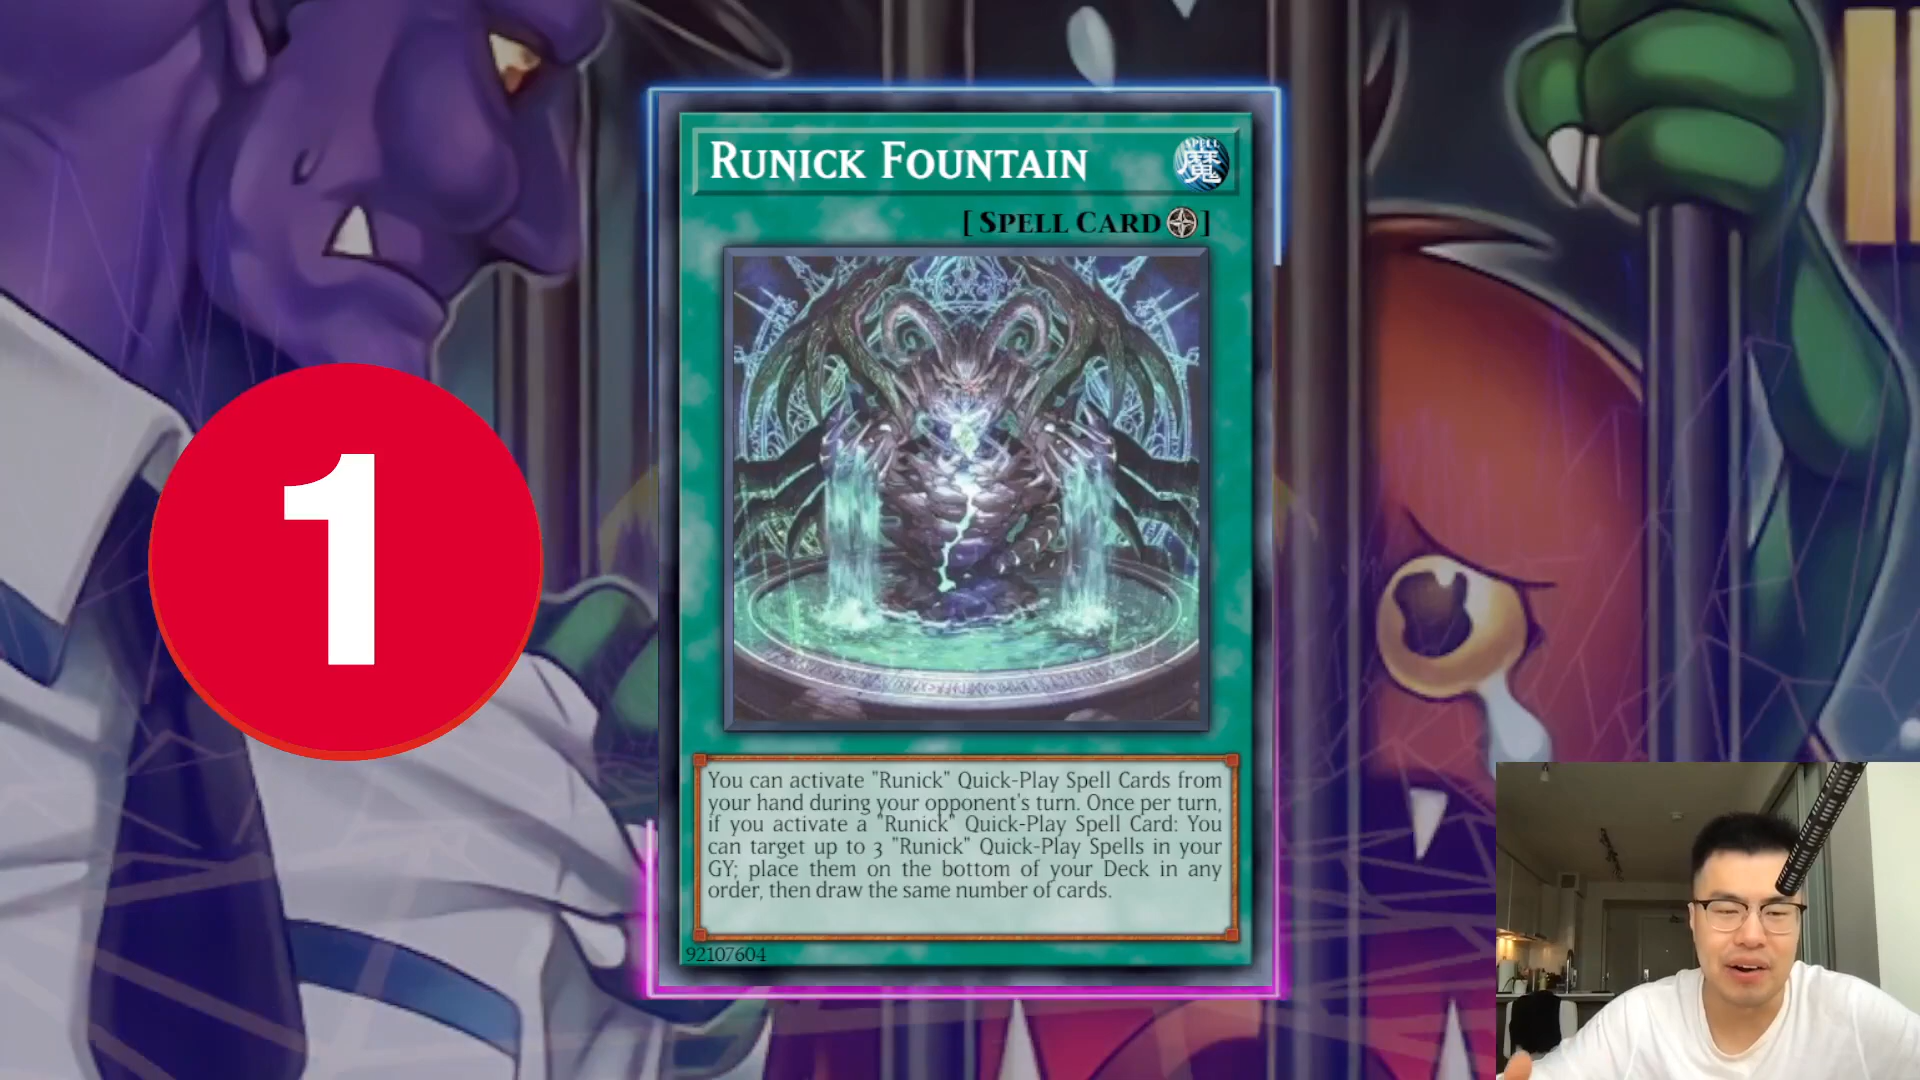 RUNICK FOUNTAIN
SPELL
魔
[ SPELL CARD ]
1
You can activate "Runick" Quick-Play Spell Cards from
your hand during your opponent's turn. Once per turn,
if you activate a "Runick" Quick-Play Spell Card: You
can target up to 3 "Runick" Quick-Play Spells in your
GY; place them on the bottom of your Deck in any
order, then draw the same number of cards.
92107604